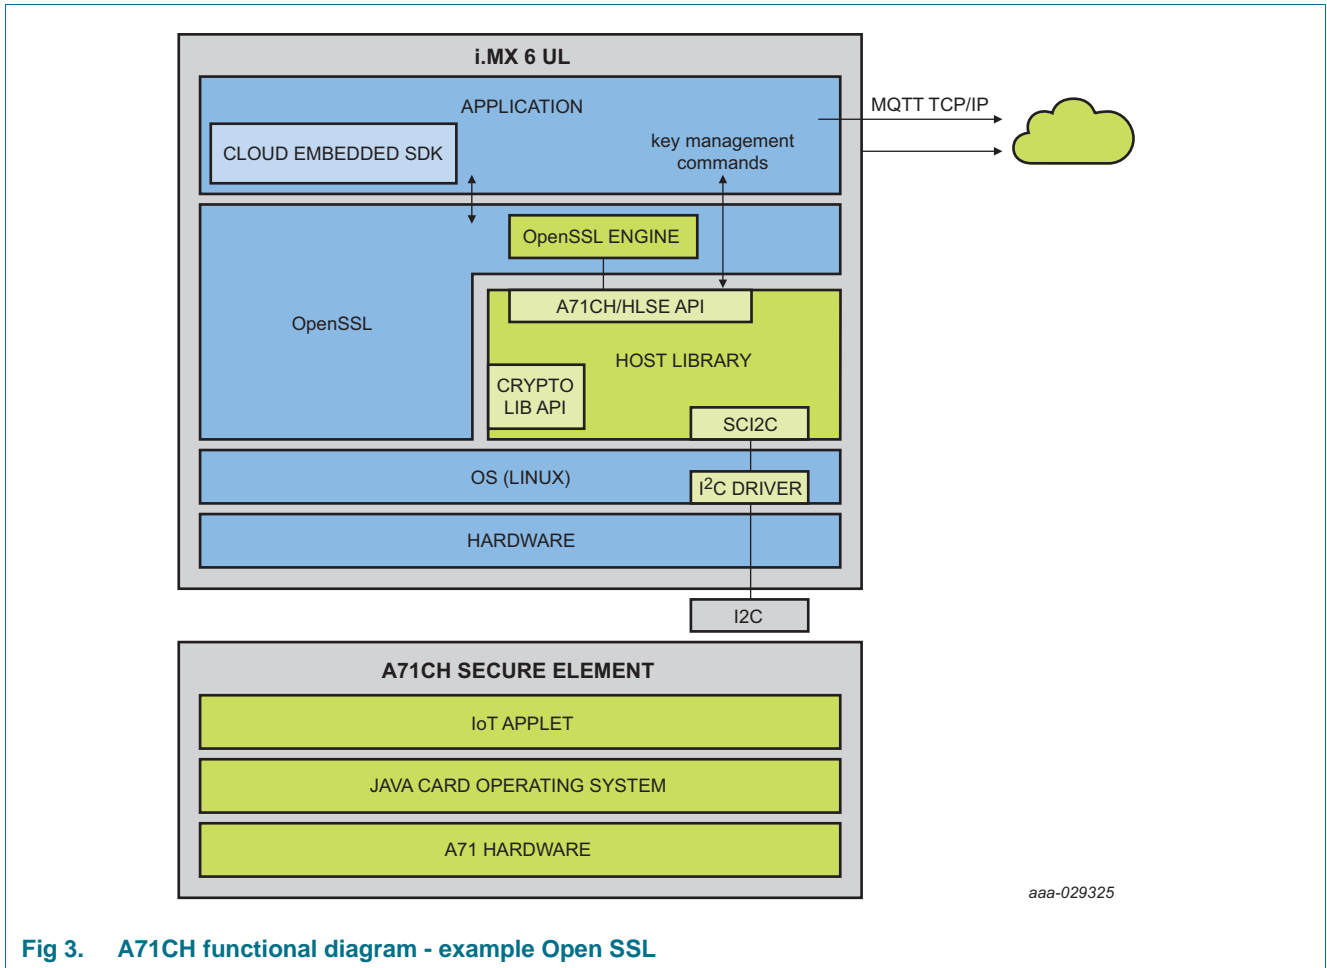 i.MX 6 UL
APPLICATION
MQTT TCP/IP
CLOUD EMBEDDED SDK
key management
commands
OpenSSL ENGINE
A71CH/HLSE API
OpenSSL
HOST LIBRARY
CRYPTO
LIB API
SCI2C
OS (LINUX)
I²C DRIVER
HARDWARE
I2C
A71CH SECURE ELEMENT
IoT APPLET
JAVA CARD OPERATING SYSTEM
A71 HARDWARE
aaa-029325
Fig 3. A71CH functional diagram - example Open SSL